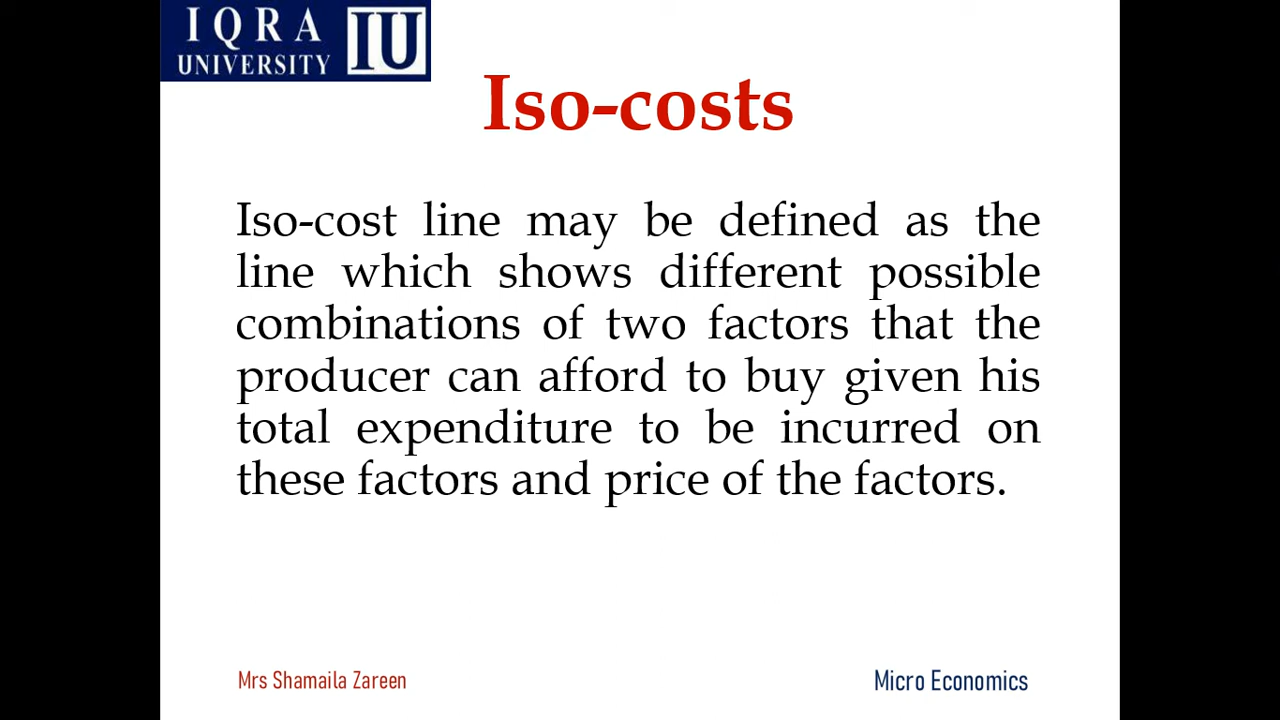 IQRA
UNIVERSITY
IU
Iso-costs
Iso-cost line may be defined as the
line which shows different possible
combinations of two factors that the
producer can afford to buy given his
total expenditure to be incurred on
these factors and price of the factors.
Mrs Shamaila Zareen
Micro Economics